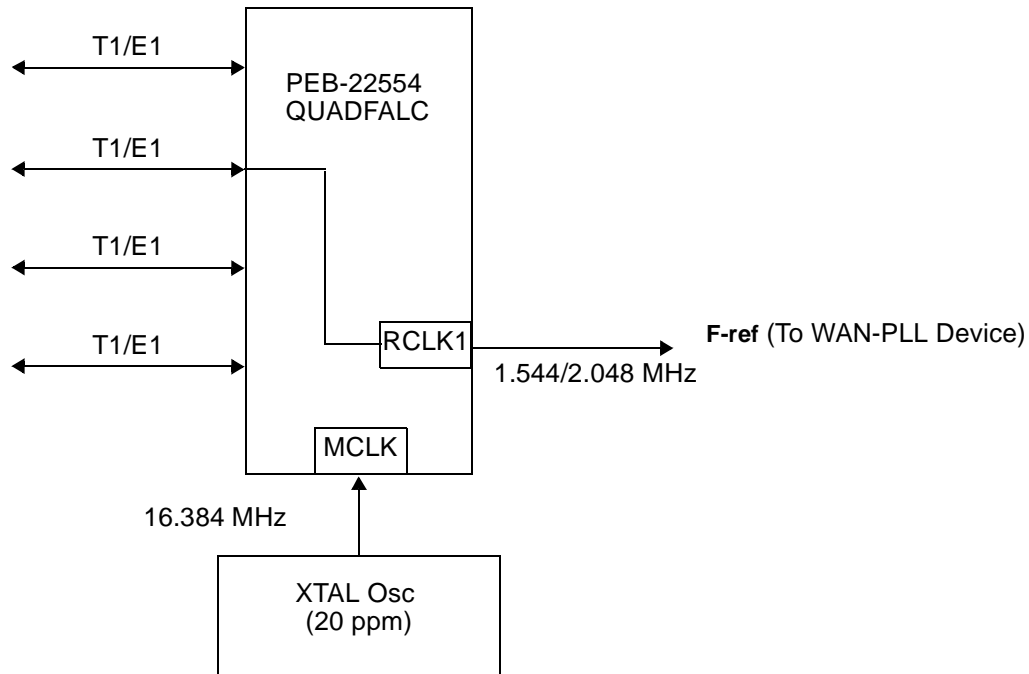 T1/E1
PEB-22554
QUADFALC
T1/E1
T1/E1
T1/E1
RCLK1
F-ref (To WAN-PLL Device)
1.544/2.048 MHz
MCLK
16.384 MHz
XTAL Osc
(20 ppm)